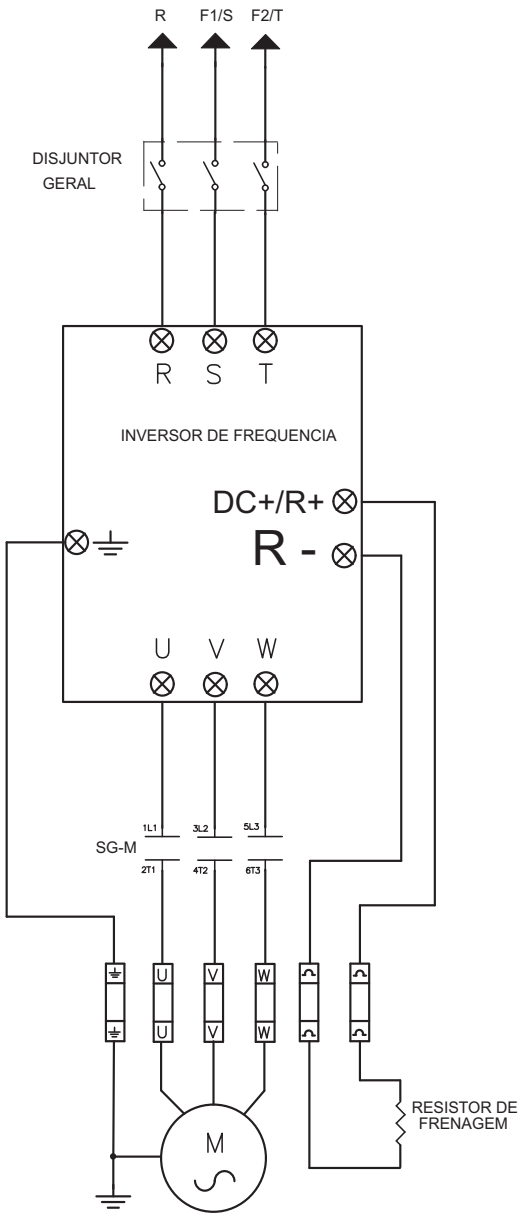 R F1/S F2/T
DISJUNTOR
GERAL
R S T
INVERSOR DE FREQUENCIA
DC+/R+
R -
U V W
1L1 3L2 5L3
SG-M
2T1 4T2 6T3
U V W
U V W
RESISTOR DE
FRENAGEM
M